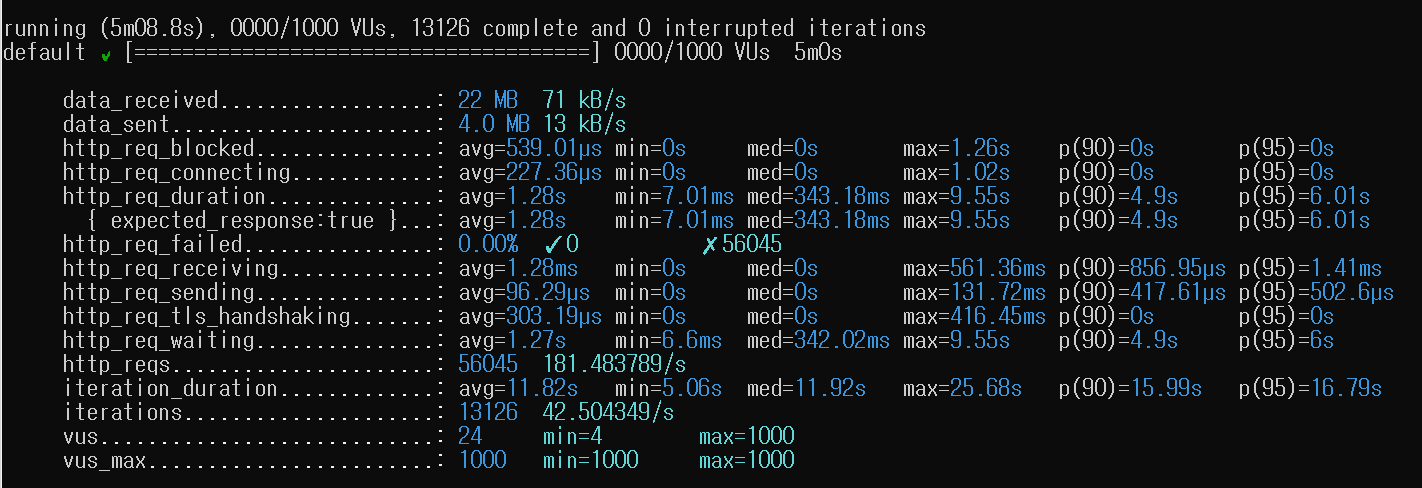 running (5m08.8s), 0000/1000 VUs, 13126 complete and 0 interrupted iterations
default ✓ [======================================] 0000/1000 VUs  5m0s
data_received..................: 22 MB  71 kB/s
data_sent......................: 4.0 MB 13 kB/s
http_req_blocked...............: avg=539.01µs min=0s     med=0s       max=1.26s    p(90)=0s       p(95)=0s
http_req_connecting............: avg=227.36µs min=0s     med=0s       max=1.02s    p(90)=0s       p(95)=0s
http_req_duration..............: avg=1.28s    min=7.01ms med=343.18ms max=9.55s    p(90)=4.9s     p(95)=6.01s
{ expected_response:true }...: avg=1.28s    min=7.01ms med=343.18ms max=9.55s    p(90)=4.9s     p(95)=6.01s
http_req_failed................: 0.00%  ✓ 0          ✗ 56045
http_req_receiving.............: avg=1.28ms   min=0s     med=0s       max=561.36ms p(90)=856.95µs p(95)=1.41ms
http_req_sending...............: avg=96.29µs  min=0s     med=0s       max=131.72ms p(90)=417.61µs p(95)=502.6µs
http_req_tls_handshaking.......: avg=303.19µs min=0s     med=0s       max=416.45ms p(90)=0s       p(95)=0s
http_req_waiting...............: avg=1.27s    min=6.6ms  med=342.02ms max=9.55s    p(90)=4.9s     p(95)=6s
http_reqs......................: 56045  181.483789/s
iteration_duration.............: avg=11.82s   min=5.06s  med=11.92s   max=25.68s   p(90)=15.99s   p(95)=16.79s
iterations.....................: 13126  42.504349/s
vus............................: 24     min=4        max=1000
vus_max........................: 1000   min=1000     max=1000